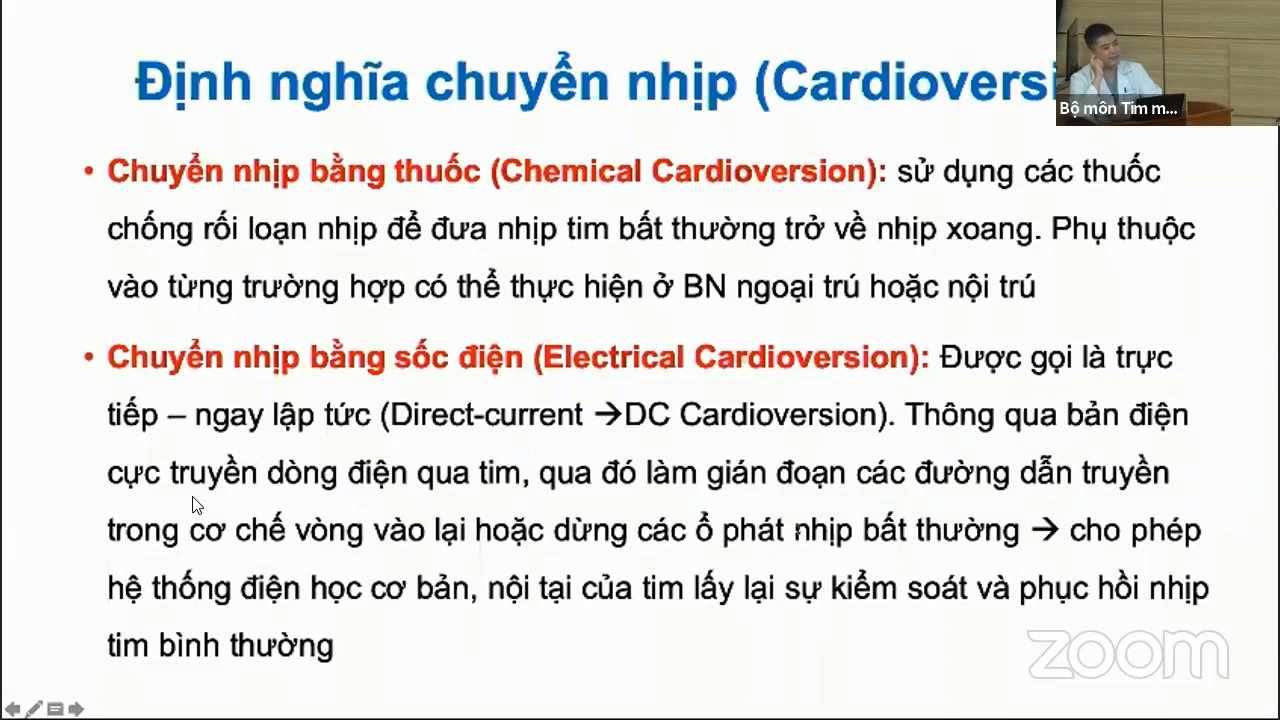 Định nghĩa chuyển nhịp (Cardioversi
Bộ môn Tim m...
• Chuyển nhịp bằng thuốc (Chemical Cardioversion): sử dụng các thuốc
chống rối loạn nhịp để đưa nhịp tim bất thường trở về nhịp xoang. Phụ thuộc
vào từng trường hợp có thể thực hiện ở BN ngoại trú hoặc nội trú
• Chuyển nhịp bằng sốc điện (Electrical Cardioversion): Được gọi là trực
tiếp – ngay lập tức (Direct-current →DC Cardioversion). Thông qua bản điện
cực truyền dòng điện qua tim, qua đó làm gián đoạn các đường dẫn truyền
trong cơ chế vòng vào lại hoặc dừng các ổ phát nhịp bất thường → cho phép
hệ thống điện học cơ bản, nội tại của tim lấy lại sự kiểm soát và phục hồi nhịp
tim bình thường
zoom